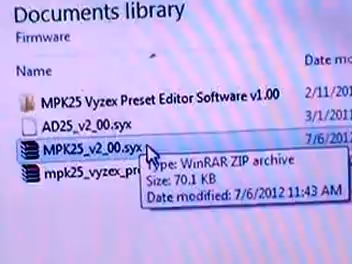 Documents library
Firmware
Date mo
Name
MPK25 Vyzex Preset Editor Software v1.00
2/11/201
AD25_v2_00.syx
3/1/2011
MPK25_v2_00.syx
7/6/2012
mpk25_vyzex_pr
Type: WinRAR ZIP archive
Size: 70.1 KB
Date modified: 7/6/2012 11:43 AM